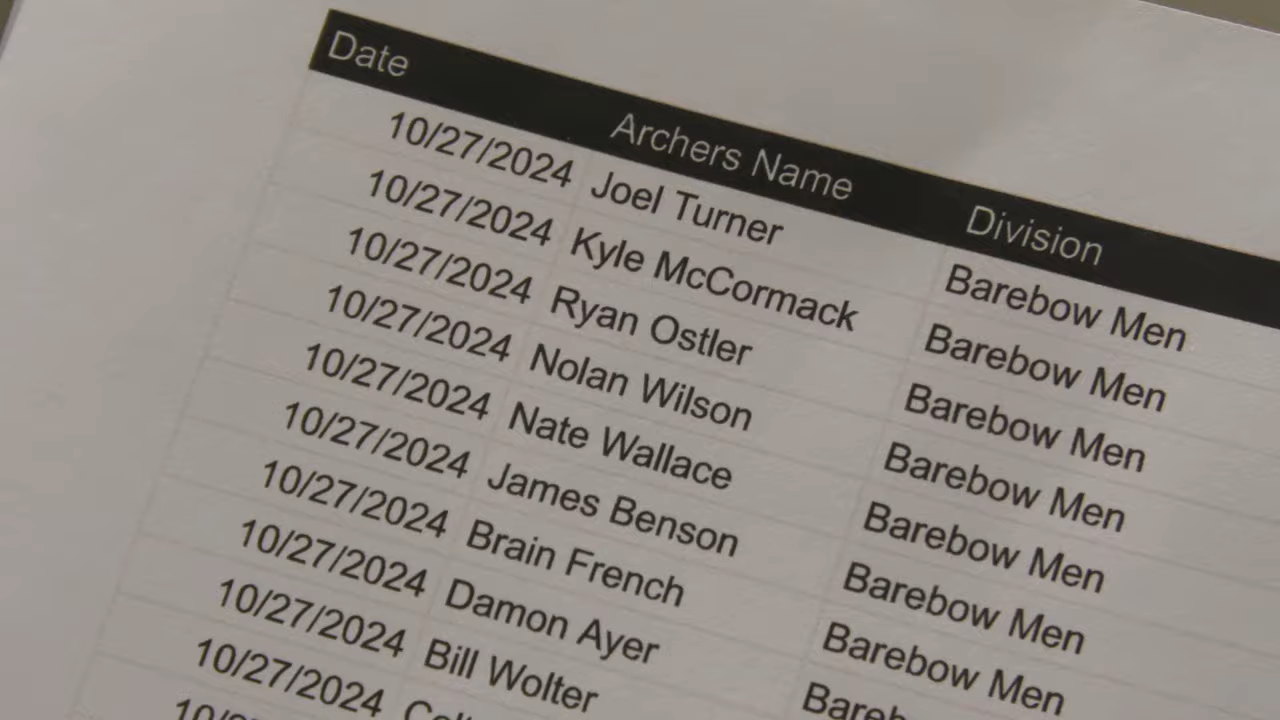 Date Archers Name Division
10/27/2024 Joel Turner Barebow Men
10/27/2024 Kyle McCormack Barebow Men
10/27/2024 Ryan Ostler Barebow Men
10/27/2024 Nolan Wilson Barebow Men
10/27/2024 Nate Wallace Barebow Men
10/27/2024 James Benson Barebow Men
10/27/2024 Brain French Barebow Men
10/27/2024 Damon Ayer
10/27/2024 Bill Wolter
10/27/2024